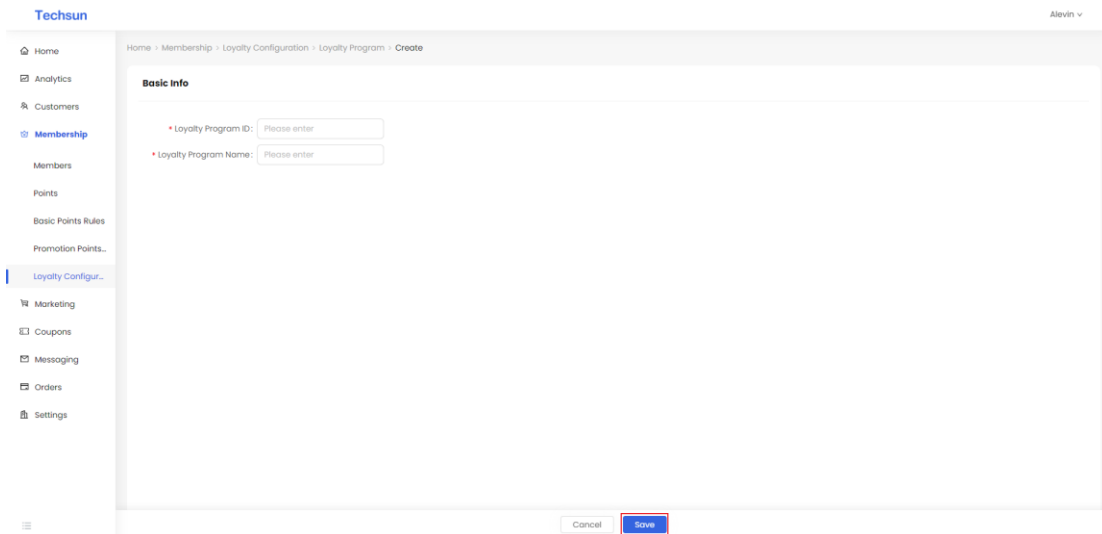 Techsun
Alevin
Home
Analytics
Customers
Membership
Members
Points
Basic Points Rules
Promotion Points...
Loyalty Configur...
Marketing
Coupons
Messaging
Orders
Settings
Home > Membership > Loyalty Configuration > Loyalty Program > Create
Basic Info
* Loyalty Program ID: Please enter
* Loyalty Program Name: Please enter
Cancel Save